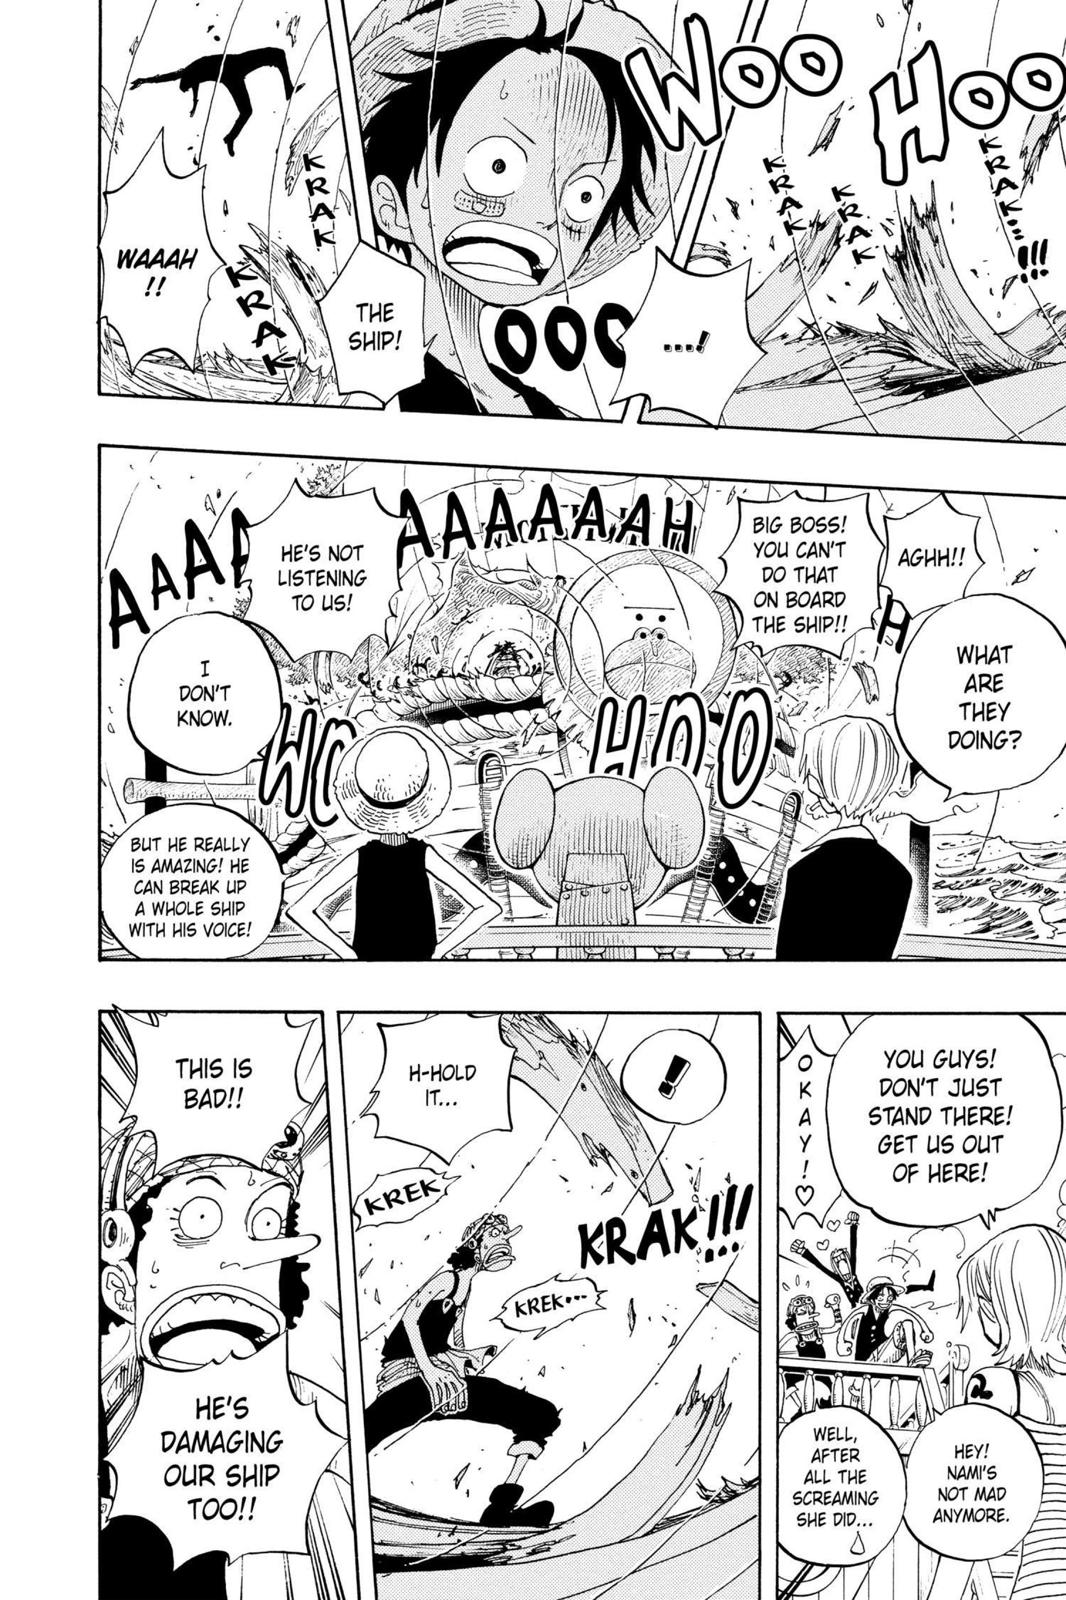 WOO
HOO
KRAK
KRAK
KRAK...!!!
....!
OOO
THE
SHIP!
KRAK
KRAK
WAAAH
!!
AGHH!!
WHAT
ARE
THEY
DOING?
BIG BOSS!
YOU CAN'T
DO THAT
ON BOARD
THE SHIP!!
AAAA
AAAAAAH
H
WO
HOO
HE'S NOT
LISTENING
TO US!
I
DON'T
KNOW.
BUT HE REALLY
IS AMAZING! HE
CAN BREAK UP
A WHOLE SHIP
WITH HIS VOICE!
YOU GUYS!
DON'T JUST
STAND THERE!
GET US OUT
OF HERE!
OKAY!♡
HEY!
NAMI'S
NOT MAD
ANYMORE.
WELL,
AFTER
ALL THE
SCREAMING
SHE DID...
!
H-HOLD
IT...
KREK
KRAK!!!
KREK...
THIS IS
BAD!!
HE'S
DAMAGING
OUR SHIP
TOO!!